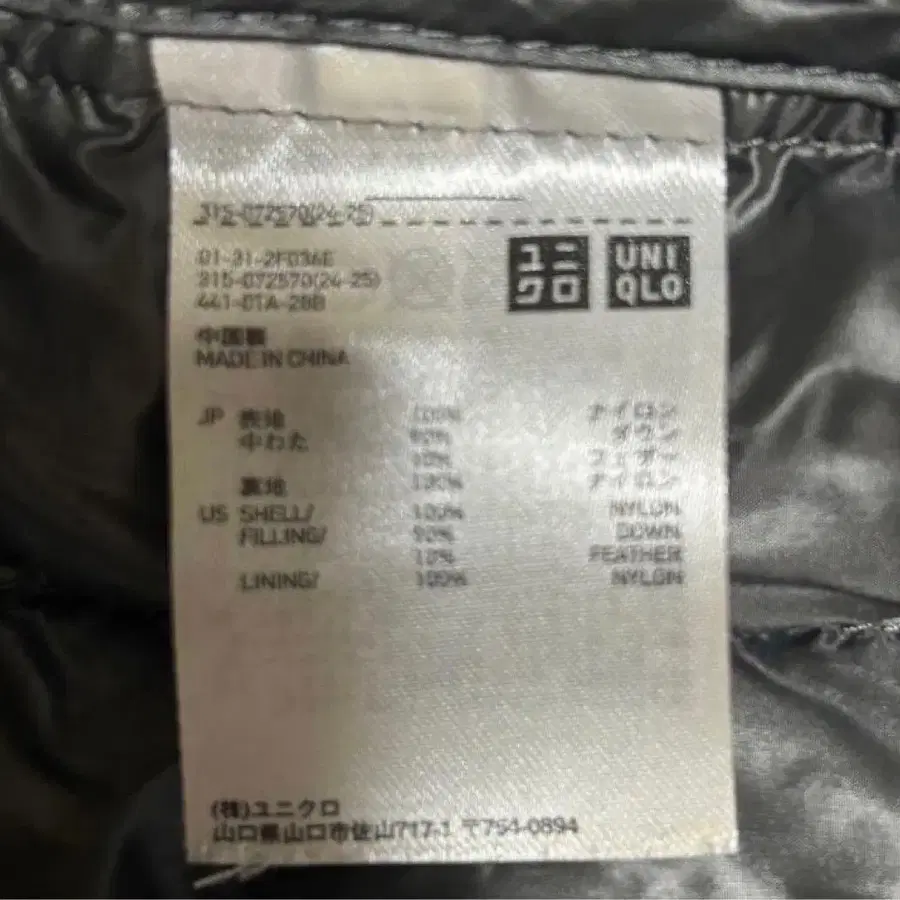 315-072570(24-25)
01-31-2F036E
315-072570(24-25)
441-01A-28B
ユニクロ
UNIQLO
中国製
MADE IN CHINA
JP 表地 100% ナイロン
中わた 90% ダウン
10% フェザー
裏地 100% ナイロン
US SHELL/ 100% NYLON
FILLING/ 90% DOWN
10% FEATHER
LINING/ 100% NYLON
(株)ユニクロ
山口県山口市佐山717-1 〒754-0894